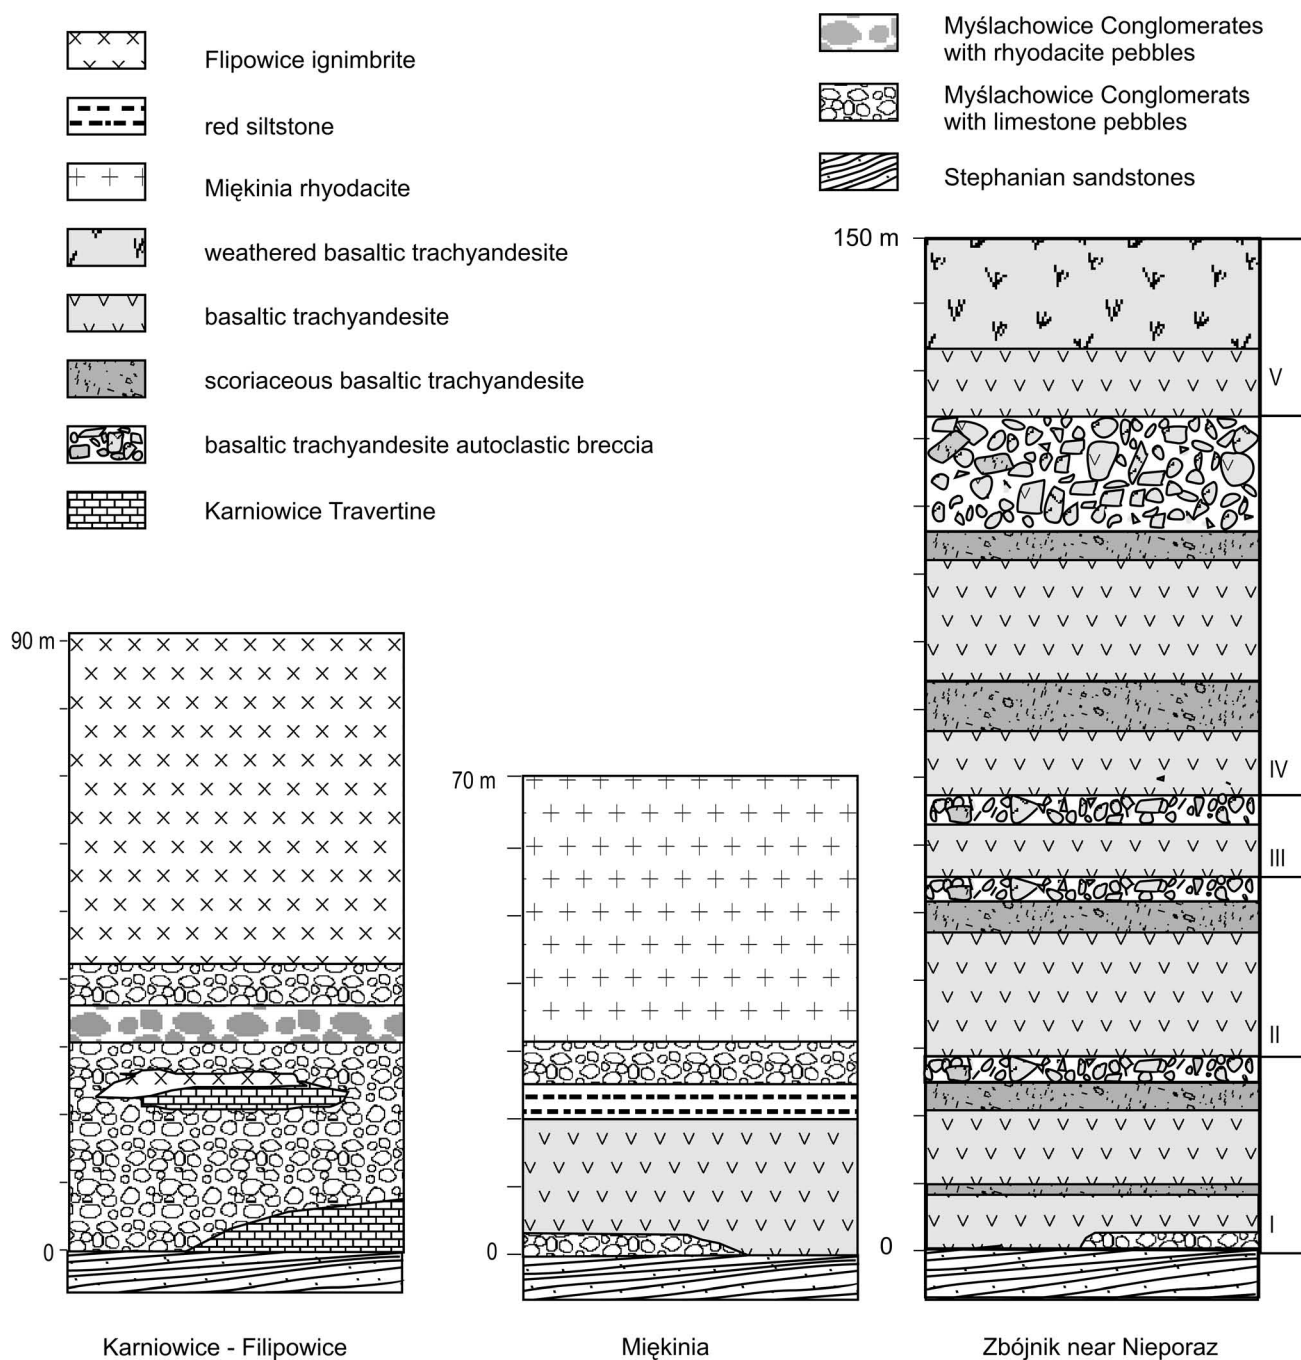 Flipowice ignimbrite
red siltstone
Miękinia rhyodacite
weathered basaltic trachyandesite
basaltic trachyandesite
scoriaceous basaltic trachyandesite
basaltic trachyandesite autoclastic breccia
Karniowice Travertine
Myślachowice Conglomerates
with rhyodacite pebbles
Myślachowice Conglomerats
with limestone pebbles
Stephanian sandstones
90 m
0
Karniowice - Filipowice
70 m
0
Miękinia
150 m
V
IV
III
II
I
0
Zbójnik near Nieporaz